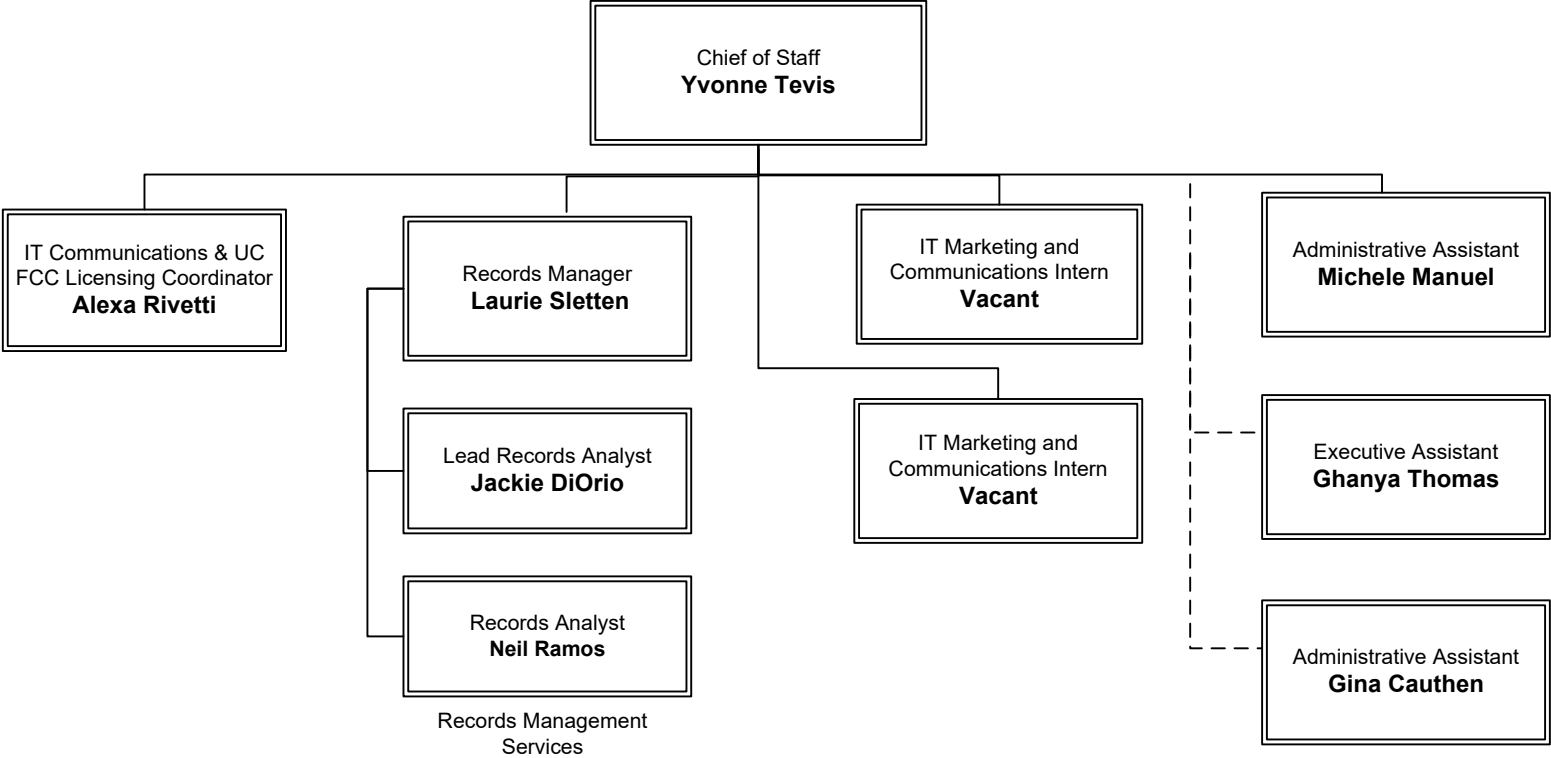 Chief of Staff
Yvonne Tevis
IT Communications & UC
FCC Licensing Coordinator
Alexa Rivetti
Records Manager
Laurie Sletten
Lead Records Analyst
Jackie DiOrio
Records Analyst
Neil Ramos
Records Management
Services
IT Marketing and
Communications Intern
Vacant
IT Marketing and
Communications Intern
Vacant
Administrative Assistant
Michele Manuel
Executive Assistant
Ghanya Thomas
Administrative Assistant
Gina Cauthen